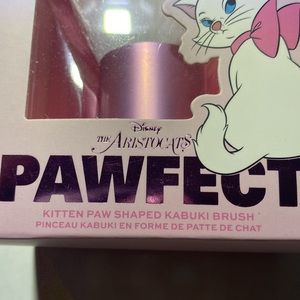 Disney
THE ARISTOCATS
PAWFECT
KITTEN PAW SHAPED KABUKI BRUSH
PINCEAU KABUKI EN FORME DE PATTE DE CHAT